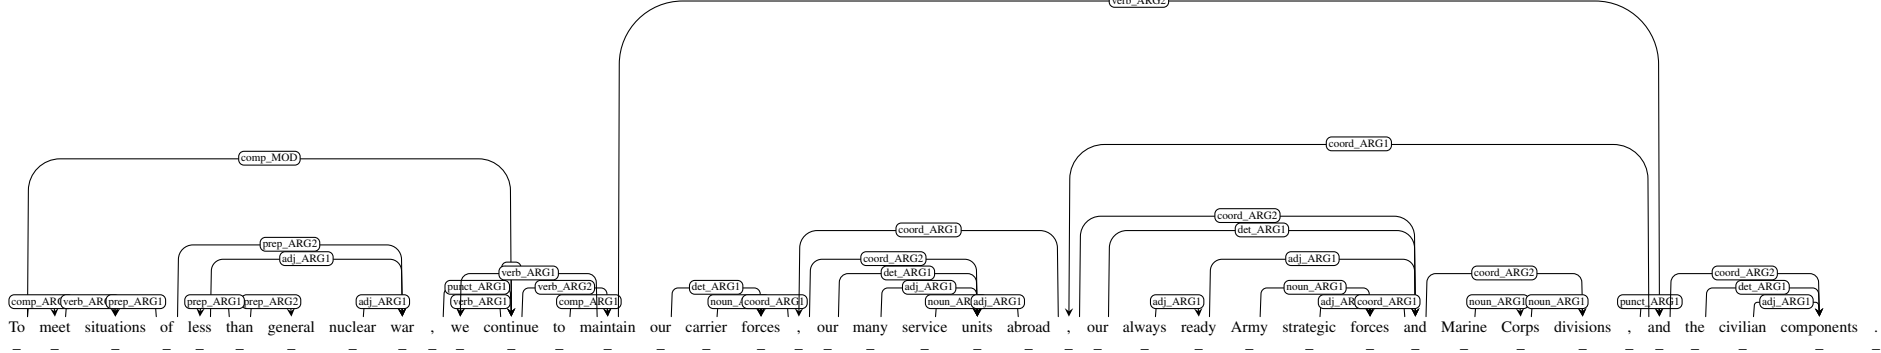 verb_ARG2
coord_ARG1
comp_MOD
coord_ARG2
coord_ARG1 det_ARG1
prep_ARG2
adj_ARG1 coord_ARG2 adj_ARG1
verb_ARG1 det_ARG1 coord_ARG2 coord_ARG2
punct_ARG1 verb_ARG2 det_ARG1 adj_ARG1 noun_ARG1 det_ARG1
prep_ARG1 prep_ARG1 prep_ARG2 adj_ARG1 verb_ARG1 comp_ARG1 coord_ARG1 adj_ARG1 adj_ARG1 coord_ARG1 noun_ARG1 noun_ARG1 punct_ARG1 adj_ARG1
To meet situations of less than general nuclear war , we continue to maintain our carrier forces , our many service units abroad , our always ready Army strategic forces and Marine Corps divisions , and the civilian components .